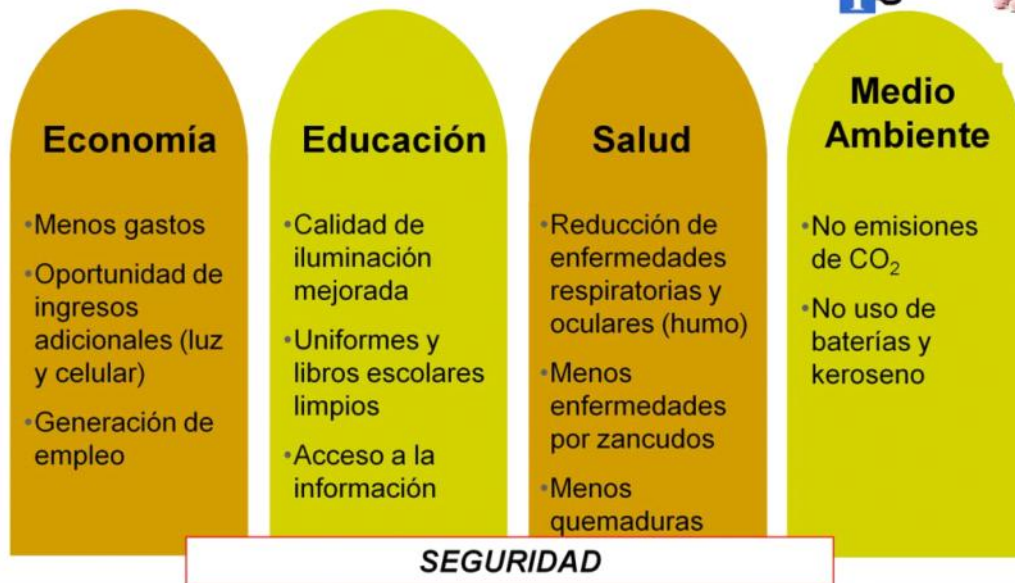 Economía
•Menos gastos
•Oportunidad de
ingresos
adicionales (luz
y celular)
•Generación de
empleo
Educación
•Calidad de
iluminación
mejorada
•Uniformes y
libros escolares
limpios
•Acceso a la
información
Salud
•Reducción de
enfermedades
respiratorias y
oculares (humo)
•Menos
enfermedades
por zancudos
•Menos
quemaduras
Medio
Ambiente
•No emisiones
de CO₂
•No uso de
baterías y
keroseno
SEGURIDAD